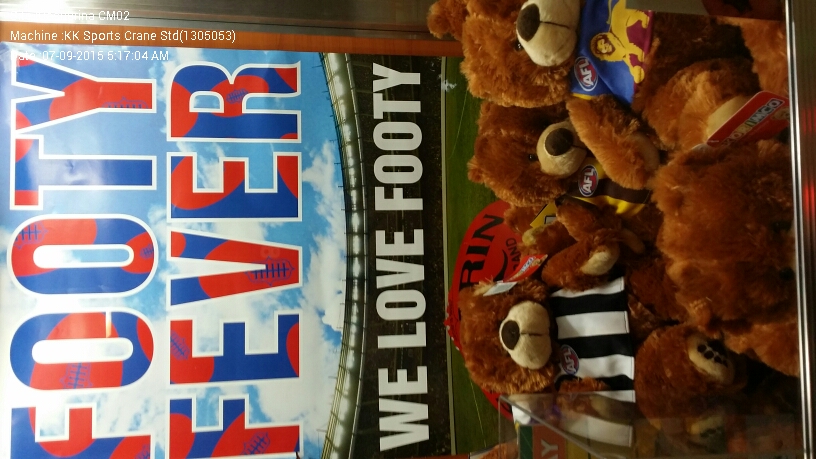 CM02
Machine :KK Sports Crane Std(1305053)
07-09-2015 5:17:04 AM
FOOTY
FEVER
WE LOVE FOOTY
AFL
AFL
AFL